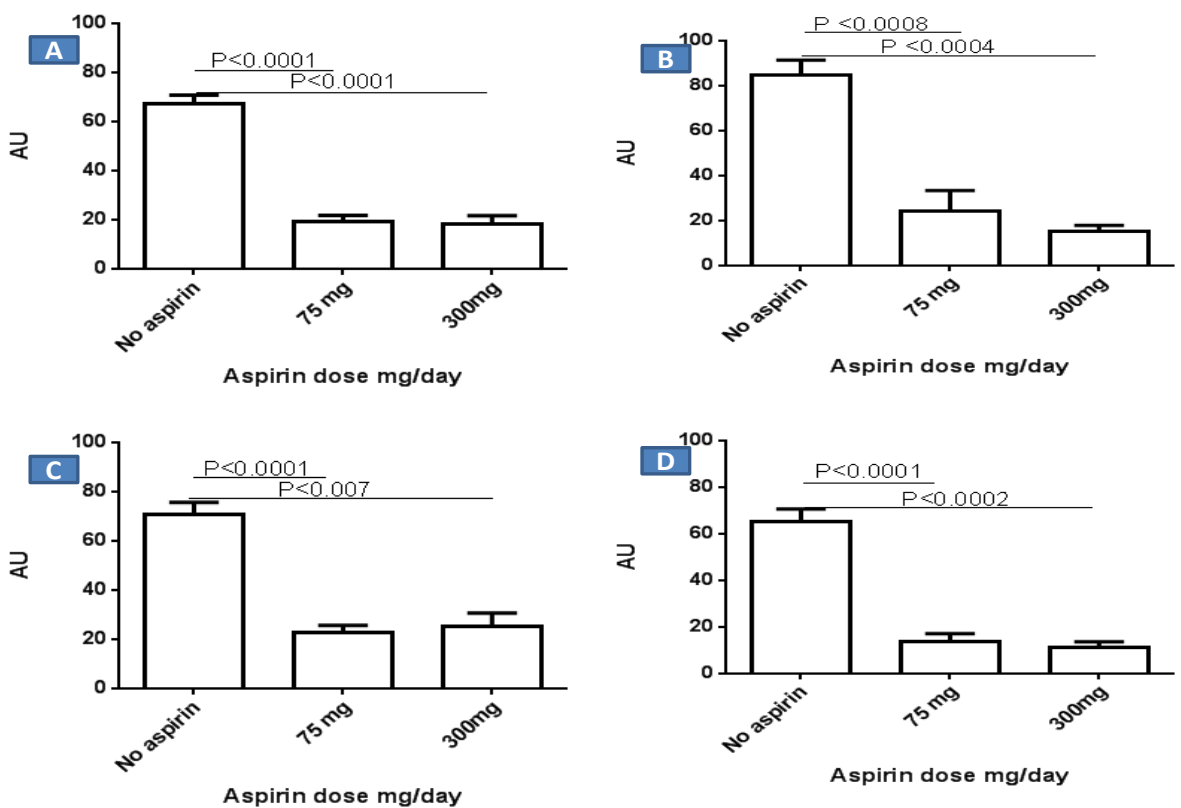 A
100
80
60
40
20
0
AU
P<0.0001
P<0.0001
No aspirin
75 mg
300mg
Aspirin dose mg/day
B
100
80
60
40
20
0
AU
P <0.0008
P <0.0004
No aspirin
75 mg
300mg
Aspirin dose mg/day
C
100
80
60
40
20
0
AU
P<0.0001
P<0.007
No aspirin
75 mg
300mg
Aspirin dose mg/day
D
100
80
60
40
20
0
AU
P<0.0001
P<0.0002
No aspirin
75 mg
300mg
Aspirin dose mg/day